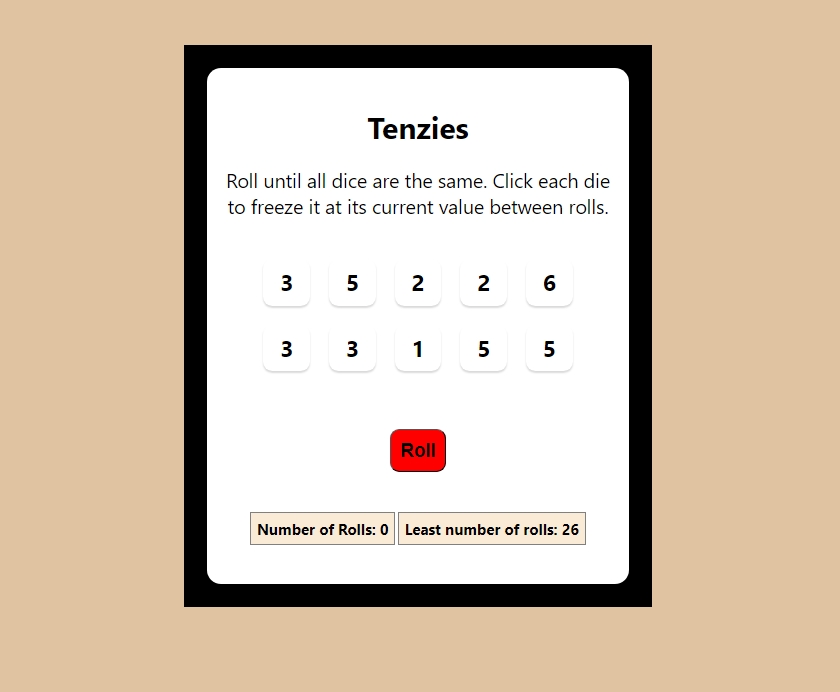 Tenzies
Roll until all dice are the same. Click each die
to freeze it at its current value between rolls.
3 5 2 2 6
3 3 1 5 5
Roll
Number of Rolls: 0 Least number of rolls: 26